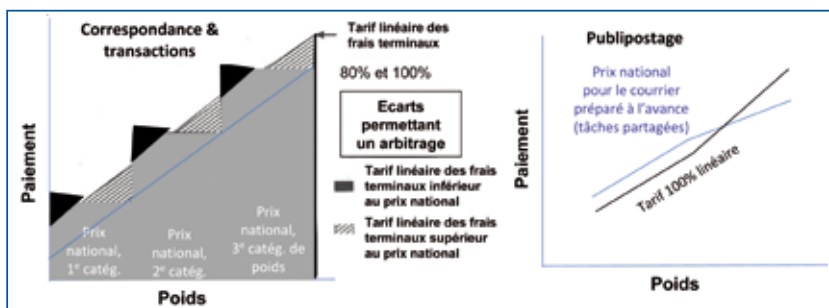 Correspondance &
transactions
Tarif linéaire des
frais terminaux
80% et 100%
Ecarts
permettant
un arbitrage
Tarif linéaire des frais
terminaux inférieur
au prix national
Tarif linéaire des frais
terminaux supérieur
au prix national
Paiement
Prix
national,
1e catég.
Prix
national,
2e catég.
Prix
national,
3e catég. de
poids
Poids
Publipostage
Prix national
pour le courrier
préparé à l'avance
(tâches partagées)
Tarif 100% linéaire
Paiement
Poids